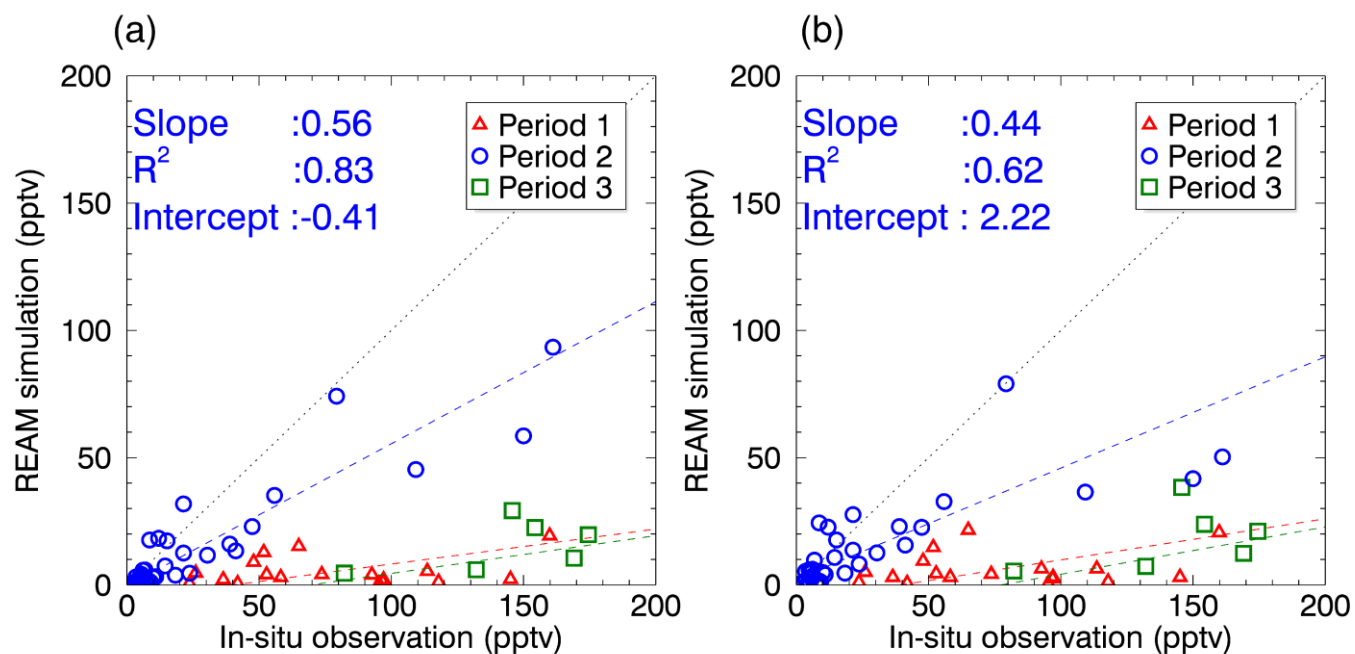 (a)
200
150
100
50
0
REAM simulation (pptv)
Slope :0.56
R² :0.83
Intercept :-0.41
Period 1
Period 2
Period 3
0 50 100 150 200
In-situ observation (pptv)
(b)
200
150
100
50
0
REAM simulation (pptv)
Slope :0.44
R² :0.62
Intercept : 2.22
Period 1
Period 2
Period 3
0 50 100 150 200
In-situ observation (pptv)